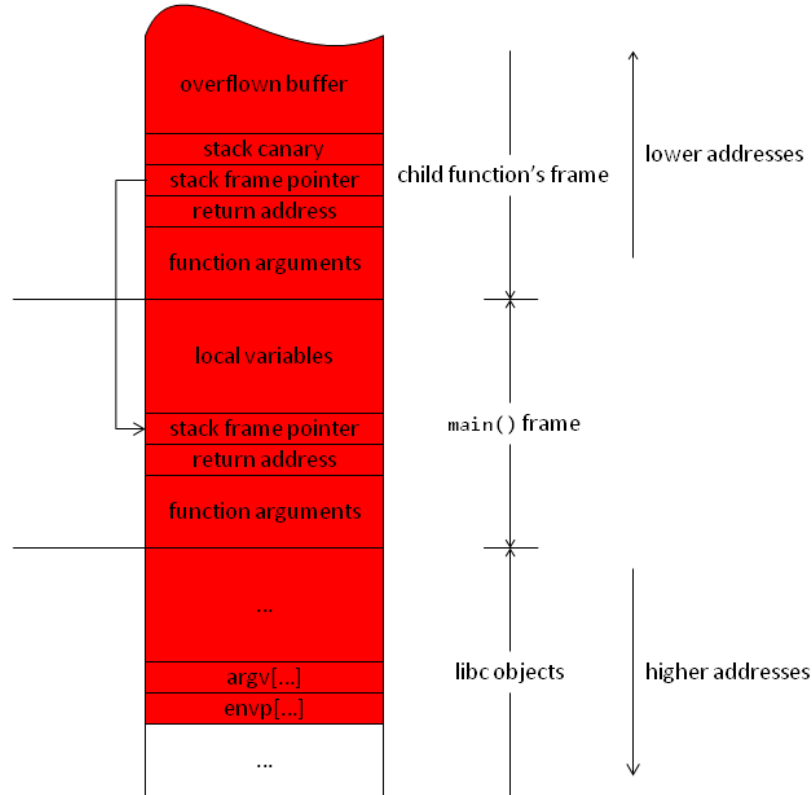 overflown buffer
stack canary
stack frame pointer
return address
function arguments
local variables
stack frame pointer
return address
function arguments
...
argv[...]
envp[...]
...
child function's frame
main() frame
libc objects
lower addresses
higher addresses